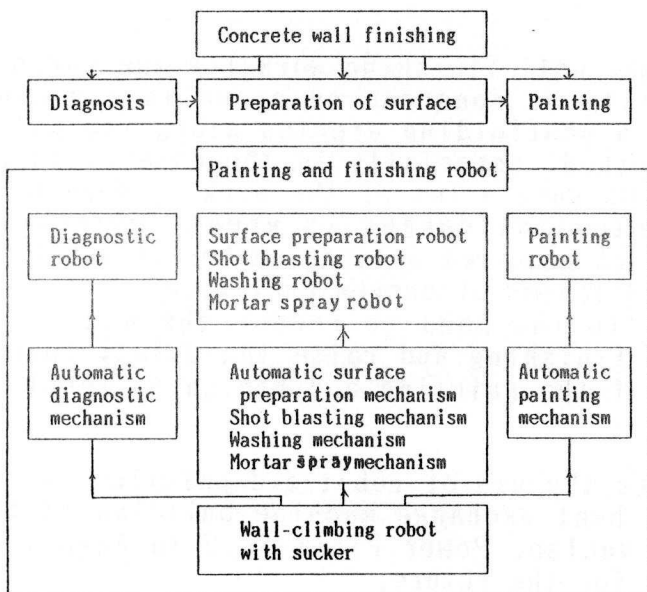 Concrete wall finishing
Diagnosis
Preparation of surface
Painting
Painting and finishing robot
Diagnostic
robot
Surface preparation robot
Shot blasting robot
Washing robot
Mortar spray robot
Painting
robot
Automatic
diagnostic
mechanism
Automatic surface
preparation mechanism
Shot blasting mechanism
Washing mechanism
Mortar spray mechanism
Automatic
painting
mechanism
Wall-climbing robot
with sucker